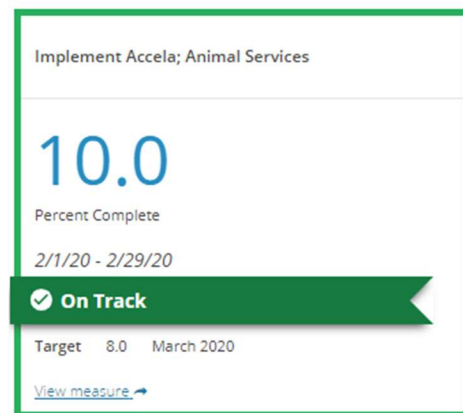 Implement Accela; Animal Services
10.0
Percent Complete
2/1/20 - 2/29/20
On Track
Target 8.0 March 2020
View measure